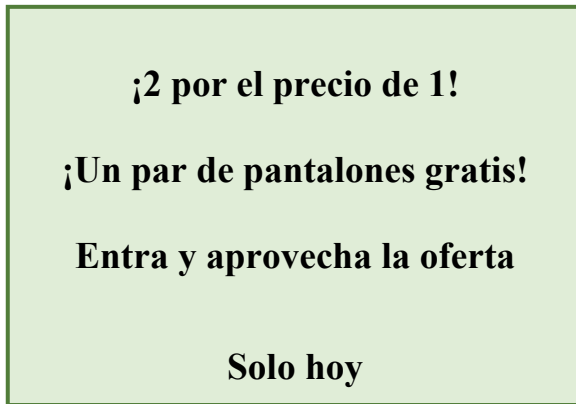 ¡2 por el precio de 1!
¡Un par de pantalones gratis!
Entra y aprovecha la oferta
Solo hoy